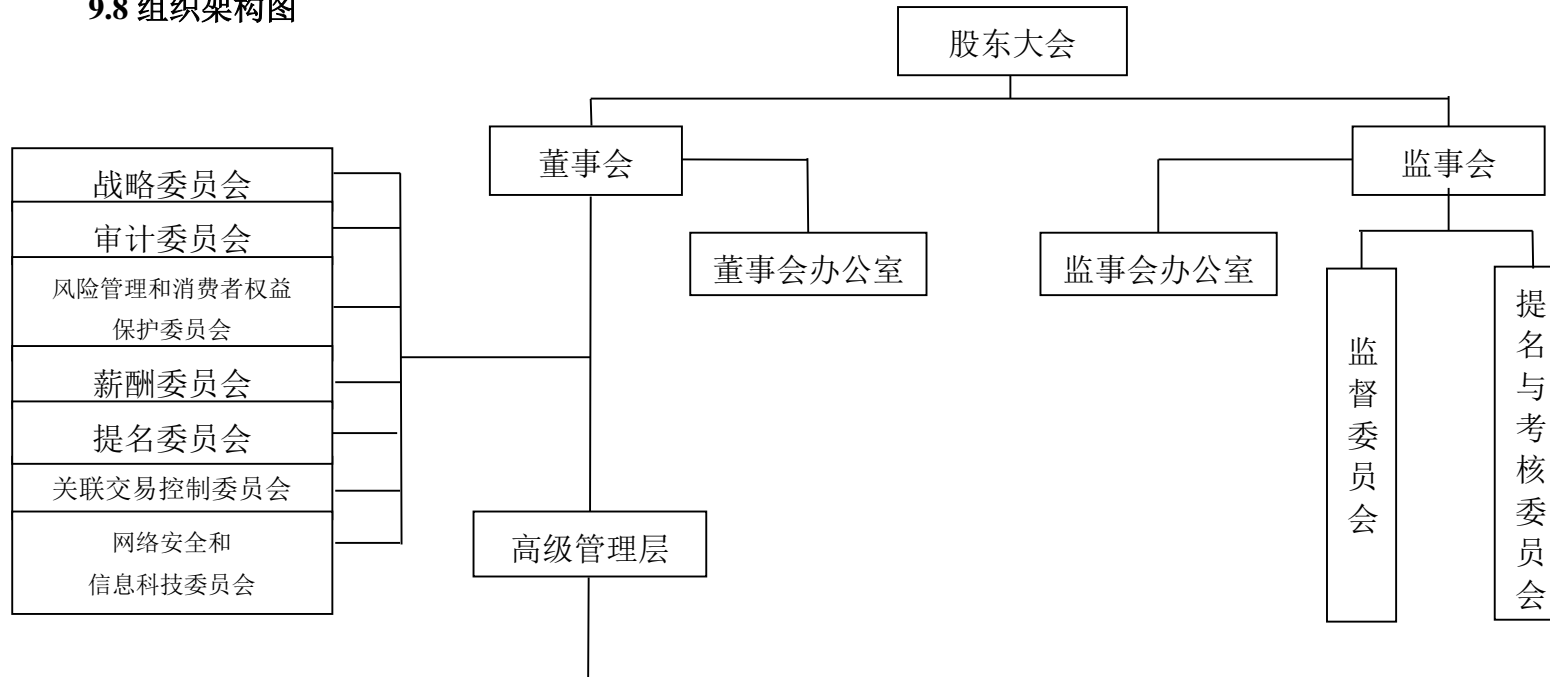 9.8 组织架构图
股东大会
董事会
监事会
战略委员会
审计委员会
风险管理和消费者权益
保护委员会
薪酬委员会
提名委员会
关联交易控制委员会
网络安全和
信息科技委员会
董事会办公室
监事会办公室
高级管理层
监督委员会
提名与考核委员会